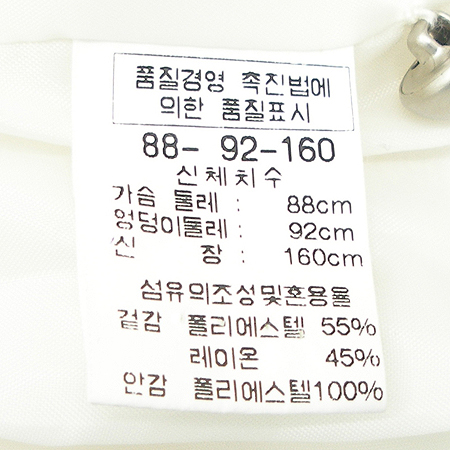 품질경영 촉진법에
의한 품질표시
88- 92-160
신체치수
가슴 둘레 : 88cm
엉덩이둘레 : 92cm
신 장 : 160cm
섬유의조성및혼용율
겉감 폴리에스텔 55%
레이온 45%
안감 폴리에스텔100%